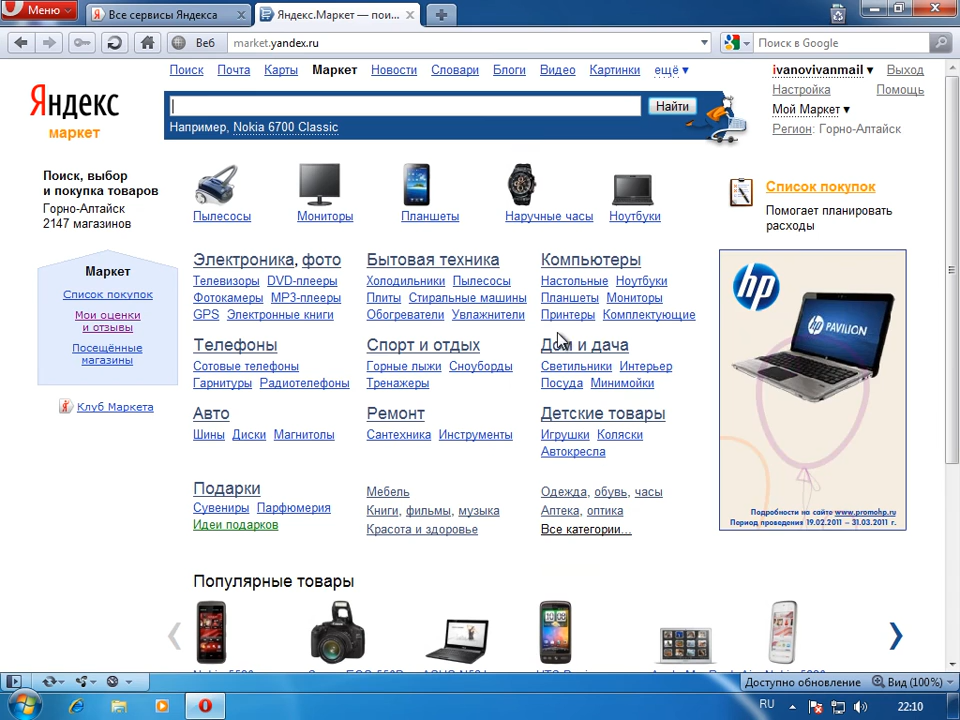 Меню
Все сервисы Яндекса
Яндекс.Маркет — пои...
Веб
market.yandex.ru
Поиск в Google
Поиск Почта Карты Маркет Новости Словари Блоги Видео Картинки ещё ▼
ivanovivanmail ▼ Выход
Настройка Помощь
Мой Маркет ▼
Регион: Горно-Алтайск
Яндекс
маркет
Найти
Например, Nokia 6700 Classic
Поиск, выбор
и покупка товаров
Горно-Алтайск
2147 магазинов
Пылесосы Мониторы Планшеты Наручные часы Ноутбуки
Список покупок
Помогает планировать
расходы
Маркет
Список покупок
Мои оценки
и отзывы
Посещённые
магазины
Клуб Маркета
Электроника, фото
Телевизоры DVD-плееры
Фотокамеры MP3-плееры
GPS Электронные книги
Бытовая техника
Холодильники Пылесосы
Плиты Стиральные машины
Обогреватели Увлажнители
Компьютеры
Настольные Ноутбуки
Планшеты Мониторы
Принтеры Комплектующие
Телефоны
Сотовые телефоны
Гарнитуры Радиотелефоны
Спорт и отдых
Горные лыжи Сноуборды
Тренажеры
Дом и дача
Светильники Интерьер
Посуда Минимойки
Авто
Шины Диски Магнитолы
Ремонт
Сантехника Инструменты
Детские товары
Игрушки Коляски
Автокресла
Подарки
Сувениры Парфюмерия
Идеи подарков
Мебель
Книги, фильмы, музыка
Красота и здоровье
Одежда, обувь, часы
Аптека, оптика
Все категории...
hp
hp PAVILION
Подробности на сайте www.promohp.ru
Период проведения 19.02.2011 – 31.03.2011 г.
Популярные товары
Доступно обновление
Вид (100%)
RU
22:10